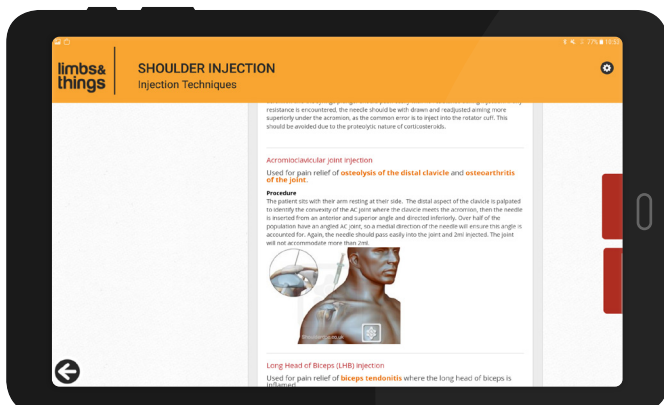 77% 10:53
limbs&
things
SHOULDER INJECTION
Injection Techniques
resistance is encountered, the needle should be with drawn and readjusted aiming more
superiorly under the acromion, as the common error is to inject into the rotator cuff. This
should be avoided due to the proteolytic nature of corticosteroids.
Acromioclavicular joint injection
Used for pain relief of osteolysis of the distal clavicle and osteoarthritis
of the joint.
Procedure
The patient sits with their arm resting at their side. The distal aspect of the clavicle is palpated
to identify the convexity of the AC joint where the clavicle meets the acromion, then the needle
is inserted from an anterior and superior angle and directed inferiorly. Over half of the
population have an angled AC joint, so a medial direction of the needle will ensure this angle is
accounted for. Again, the needle should pass easily into the joint and 2ml injected. The joint
will not accommodate more than 2ml.
Long Head of Biceps (LHB) injection
Used for pain relief of biceps tendonitis where the long head of biceps is
inflamed